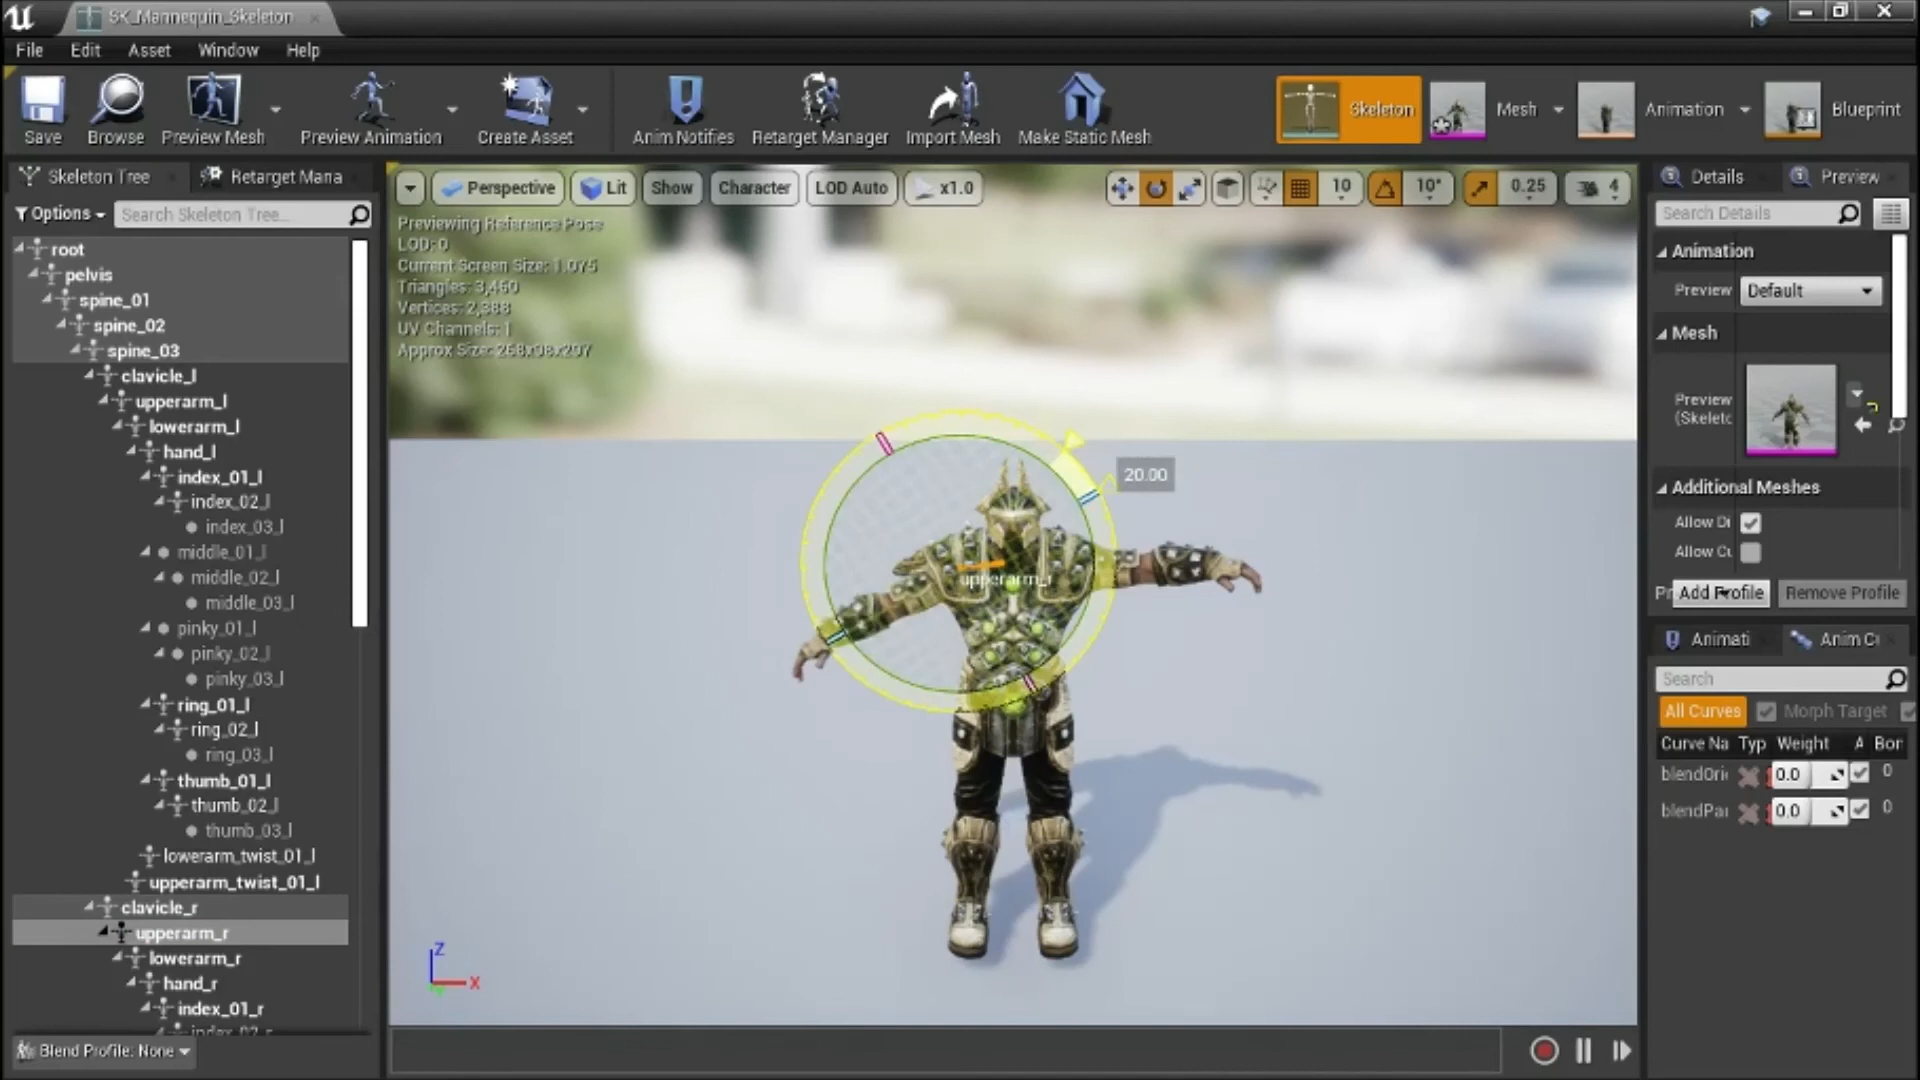 SK_Mannequin_Skeleton
File Edit Asset Window Help
Save Browse Preview Mesh Preview Animation Create Asset Anim Notifies Retarget Manager Import Mesh Make Static Mesh Skeleton Mesh Animation Blueprint
Skeleton Tree Retarget Mana
Options Search Skeleton Tree...
root
pelvis
spine_01
spine_02
spine_03
clavicle_l
upperarm_l
lowerarm_l
hand_l
index_01_l
index_02_l
index_03_l
middle_01_l
middle_02_l
middle_03_l
pinky_01_l
pinky_02_l
pinky_03_l
ring_01_l
ring_02_l
ring_03_l
thumb_01_l
thumb_02_l
thumb_03_l
lowerarm_twist_01_l
upperarm_twist_01_l
clavicle_r
upperarm_r
lowerarm_r
hand_r
index_01_r
index_02_r
Blend Profile: None
Perspective Lit Show Character LOD Auto x1.0 10 10° 0.25 4
Previewing Reference Pose
LOD: 0
Current Screen Size: 1.075
Triangles: 3,460
Vertices: 2,388
UV Channels: 1
Approx Size: 268x98x207
20.00
upperarm_r
Z
X
Details Preview
Search Details
Animation
Preview Default
Mesh
Preview
(Skeletc
Additional Meshes
Allow Di
Allow Cu
Pr Add Profile Remove Profile
Animati Anim C
Search
All Curves Morph Target
Curve Na Typ Weight A Bor
blendOri 0.0 0
blendPar 0.0 0